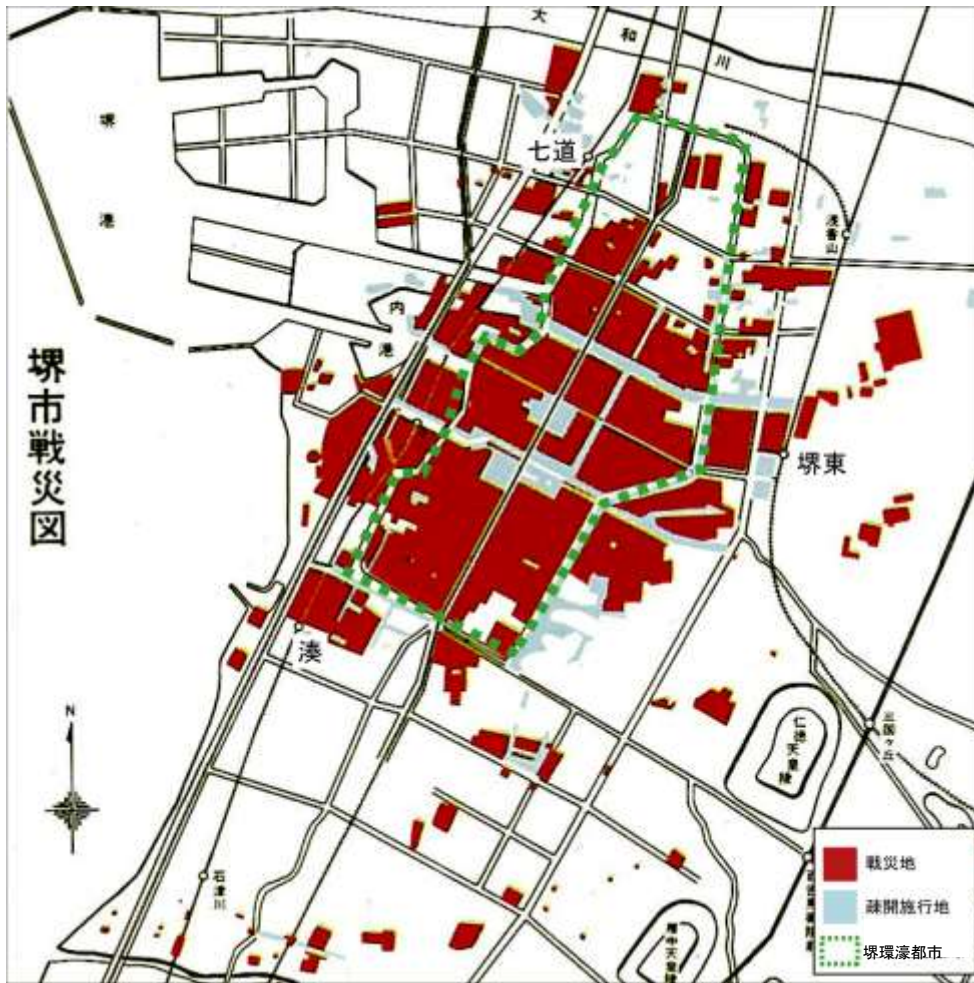 大和川
堺港
七道
浅香山
内港
堺市戦災図
堺東
湊
N
仁徳天皇陵
三国ヶ丘
石津川
履中天皇陵
戦災地
疎開施行地
堺環濠都市